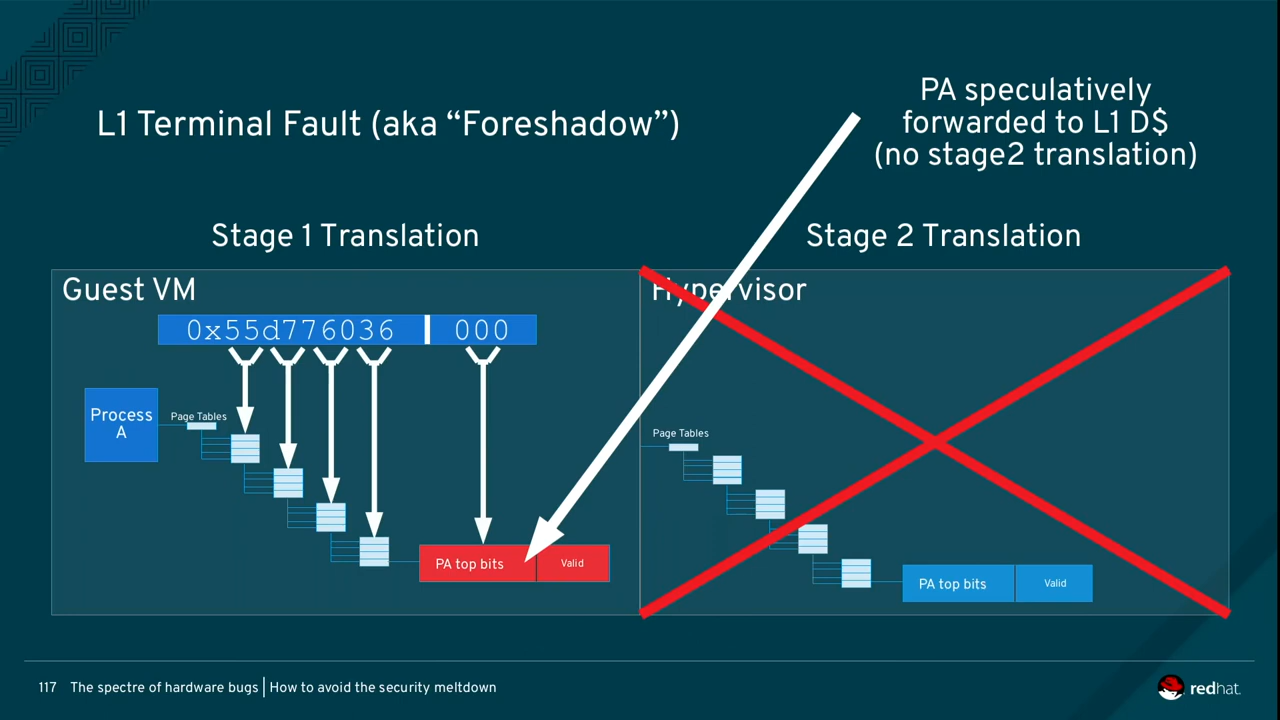 L1 Terminal Fault (aka “Foreshadow”)
PA speculatively
forwarded to L1 D$
(no stage2 translation)
Stage 1 Translation
Stage 2 Translation
Guest VM
0x55d776036
000
Process
A
Page Tables
PA top bits
Valid
Hypervisor
Page Tables
PA top bits
Valid
117 The spectre of hardware bugs | How to avoid the security meltdown
redhat.